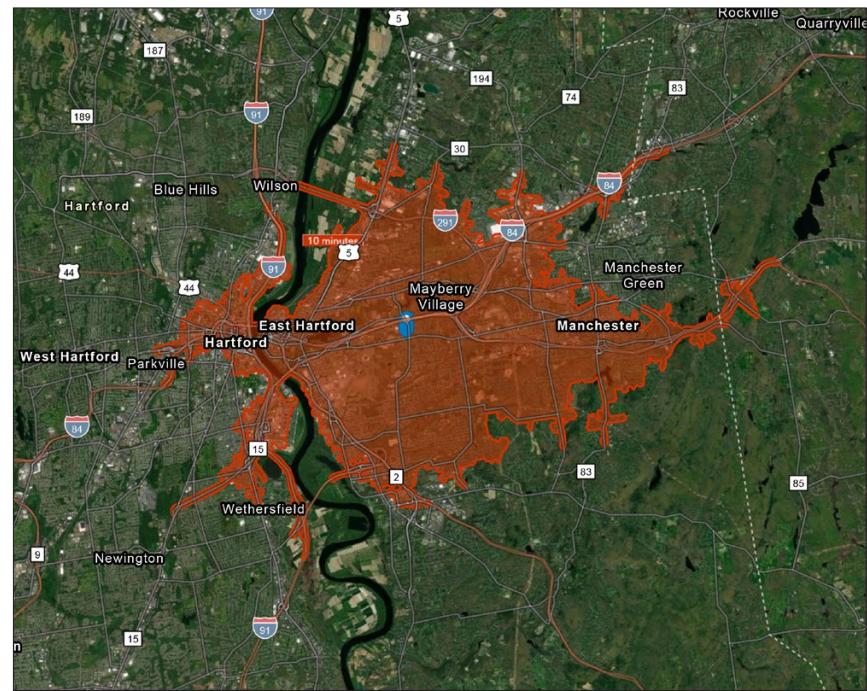 91
5
Rockville
Quarryville
187
194
83
74
91
189
30
Blue Hills
Wilson
84
Hartford
291
84
10 minutes
5
91
Manchester
Green
44
44
Mayberry
Village
East Hartford
Manchester
Hartford
West Hartford
Parkville
84
15
2
83
85
Wethersfield
9
Newington
91
15
n